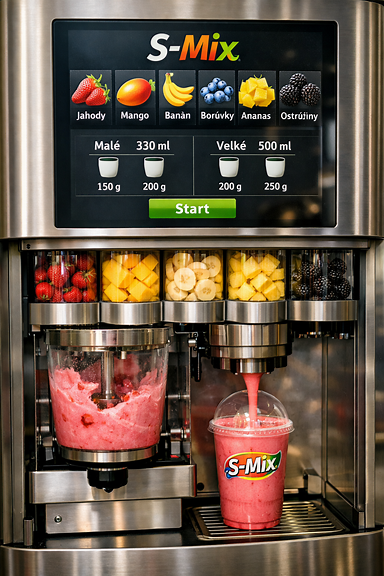 S-Mix
Jahody Mango Banán Borůvky Ananas Ostružiny
Malé 330 ml Velké 500 ml
150 g 200 g 200 g 250 g
Start
S-Mix